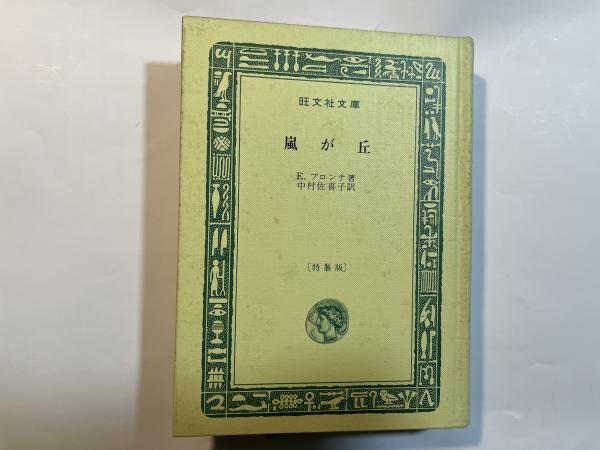 旺文社文庫
嵐が丘
E. ブロンテ著
中村佐喜子訳
〔特製版〕